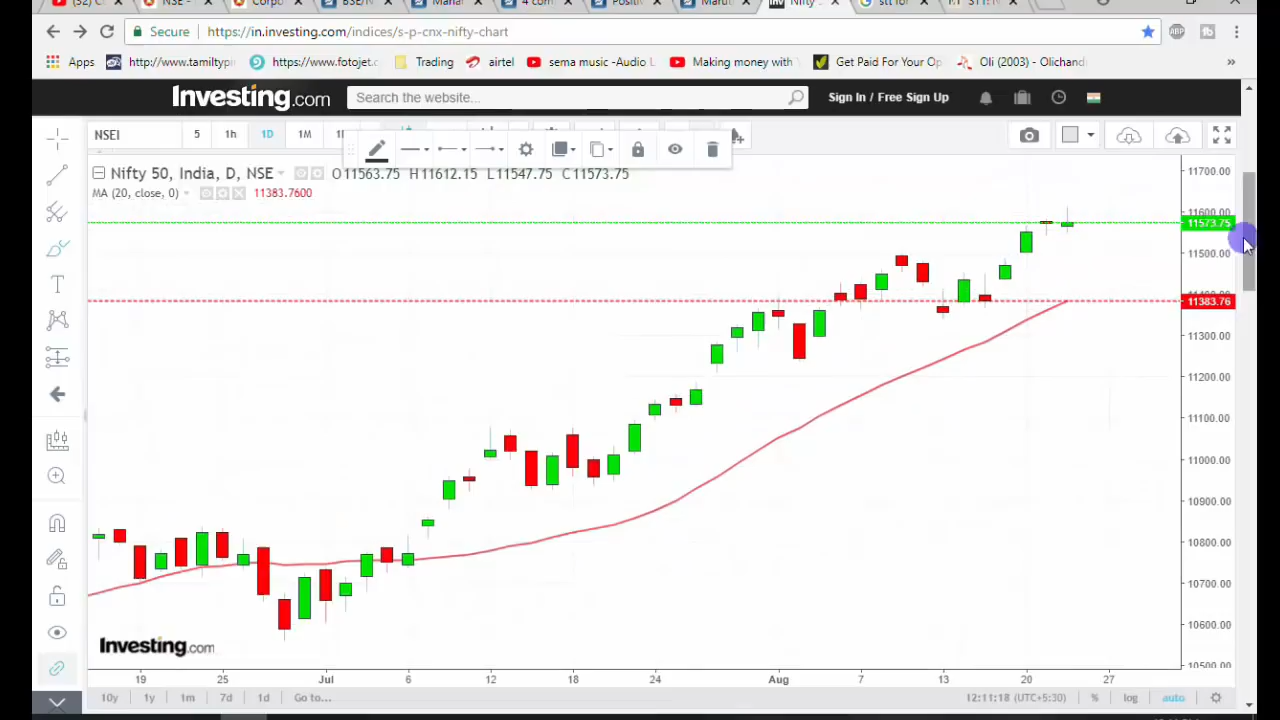 Secure https://in.investing.com/indices/s-p-cnx-nifty-chart
Apps http://www.tamiltypi https://www.fotojet.c Trading airtel sema music -Audio L Making money with Get Paid For Your Op Oli (2003) - Olichand »
Investing.com Search the website... Sign In / Free Sign Up
NSEI 5 1h 1D 1M
Nifty 50, India, D, NSE O11563.75 H11612.15 L11547.75 C11573.75
MA (20, close, 0) 11383.7600
11700.00
11600.00
11573.75
11500.00
11383.76
11300.00
11200.00
11100.00
11000.00
10900.00
10800.00
10700.00
10600.00
10500.00
Investing.com
19 25 Jul 6 12 18 24 Aug 7 13 20 27
10y 1y 1m 7d 1d Go to... 12:11:18 (UTC+5:30) % log auto